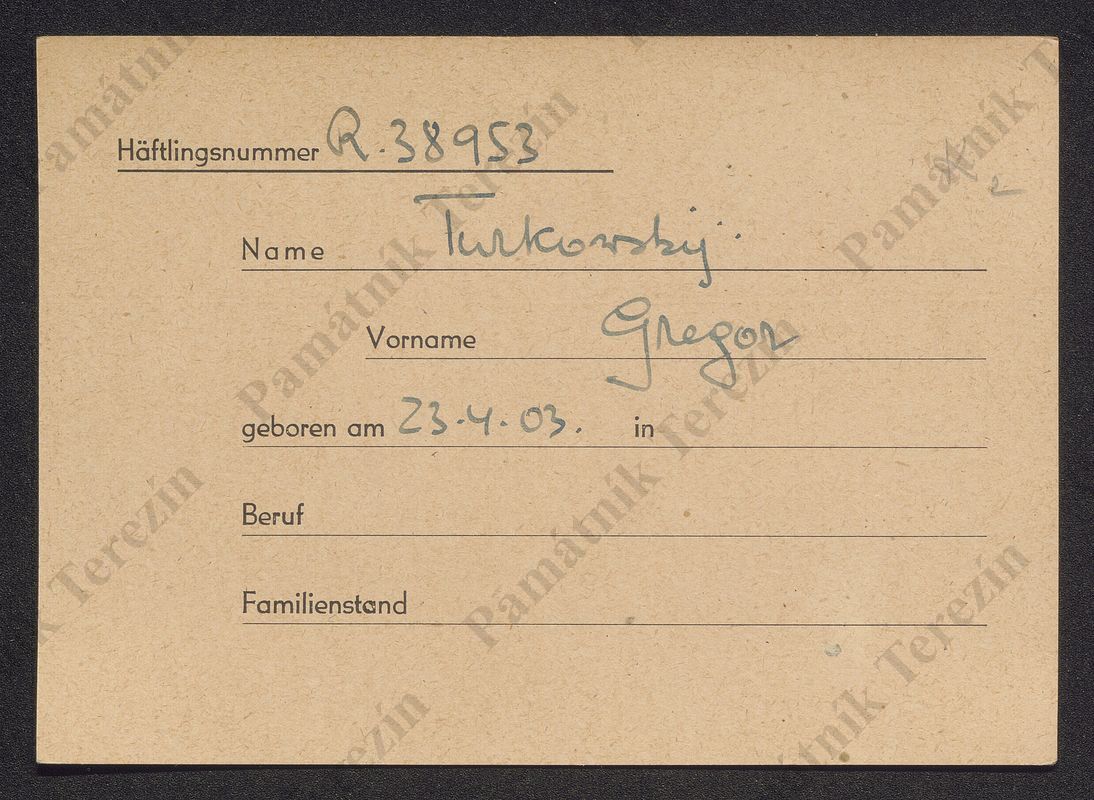 Häftlingsnummer R. 38953
Name Turkowskij
Vorname Gregor
geboren am 23.4.03. in
Beruf
Familienstand
Památník Terezín